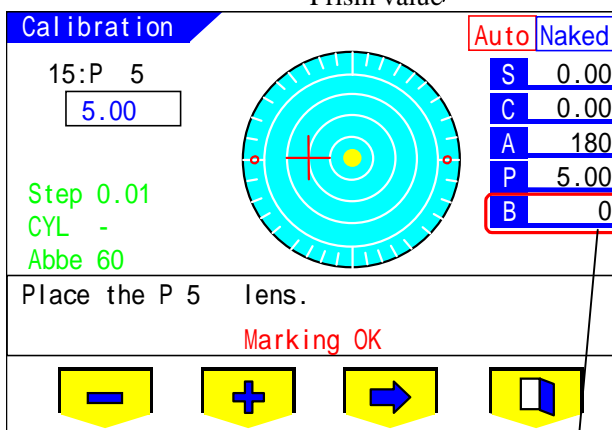 Prism value
Calibration
Auto Naked
15:P 5
5.00
S 0.00
C 0.00
A 180
P 5.00
B 0
Step 0.01
CYL -
Abbe 60
Place the P 5 lens.
Marking OK